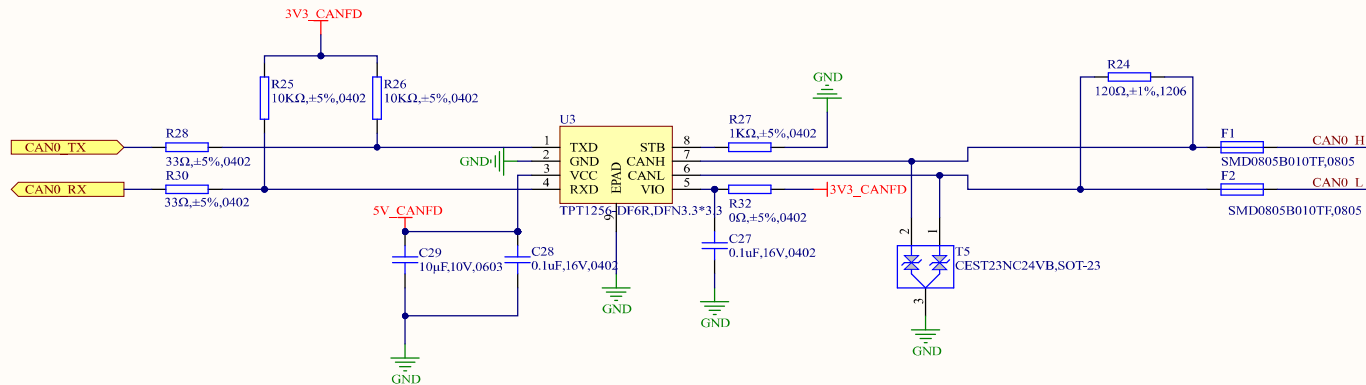 3V3_CANFD
R25
10KΩ,±5%,0402
R26
10KΩ,±5%,0402
R24
120Ω,±1%,1206
GND
CAN0_TX
R28
33Ω,±5%,0402
CAN0_RX
R30
33Ω,±5%,0402
U3
1
TXD
2
GND
3
VCC
4
RXD
EPAD
9
STB
8
CANH
7
CANL
6
VIO
5
TPT1256-DF6R,DFN3.3*3.3
GND
R27
1KΩ,±5%,0402
R32
0Ω,±5%,0402
3V3_CANFD
F1
SMD0805B010TF,0805
CAN0_H
F2
SMD0805B010TF,0805
CAN0_L
5V_CANFD
C29
10μF,10V,0603
C28
0.1uF,16V,0402
C27
0.1uF,16V,0402
2
1
T5
CEST23NC24VB,SOT-23
3
GND
GND
GND
GND